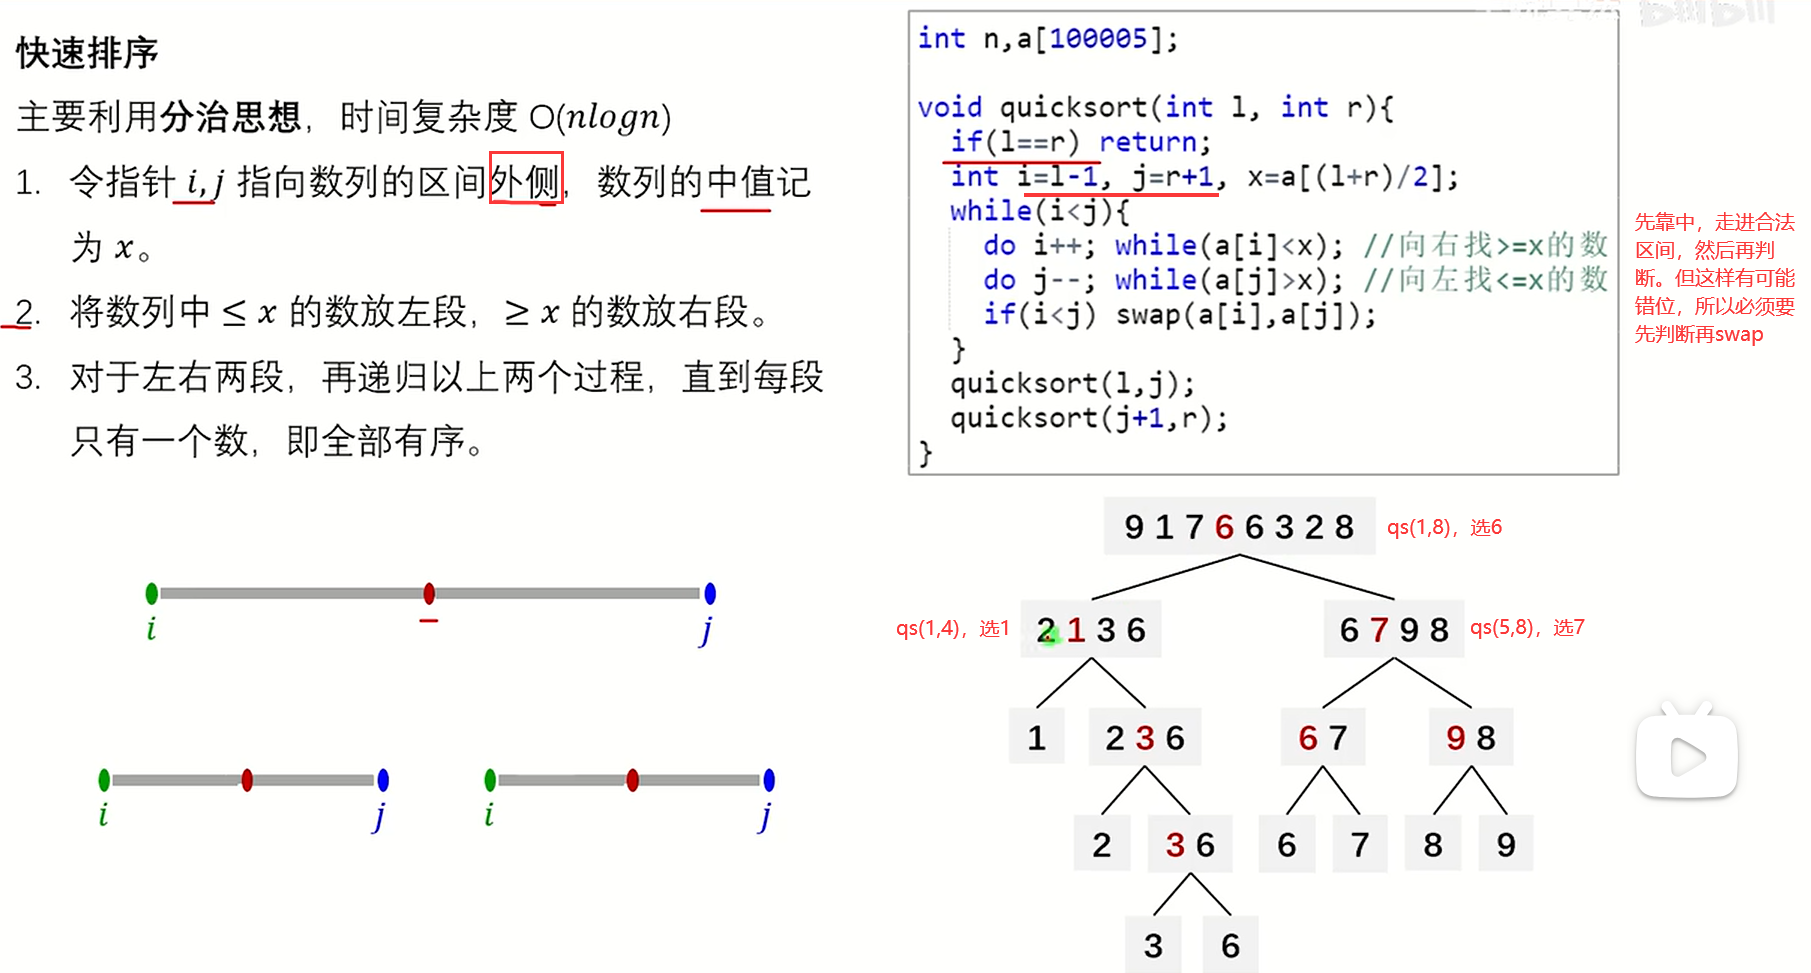 快速排序
主要利用分治思想，时间复杂度 O(nlogn)
1. 令指针 i,j 指向数列的区间外侧，数列的中值记
为 x。
2. 将数列中 ≤ x 的数放左段，≥ x 的数放右段。
3. 对于左右两段，再递归以上两个过程，直到每段
只有一个数，即全部有序。
int n,a[100005];
void quicksort(int l, int r){
if(l==r) return;
int i=l-1, j=r+1, x=a[(l+r)/2];
while(i<j){
do i++; while(a[i]<x); //向右找>=x的数
do j--; while(a[j]>x); //向左找<=x的数
if(i<j) swap(a[i],a[j]);
}
quicksort(l,j);
quicksort(j+1,r);
}
先靠中，走进合法
区间，然后再判
断。但这样有可能
错位，所以必须要
先判断再swap
i
j
i
j
i
j
9 1 7 6 6 3 2 8
qs(1,8)，选6
qs(1,4)，选1
2 1 3 6
6 7 9 8
qs(5,8)，选7
1
2 3 6
6 7
9 8
2
3 6
6
7
8
9
3
6